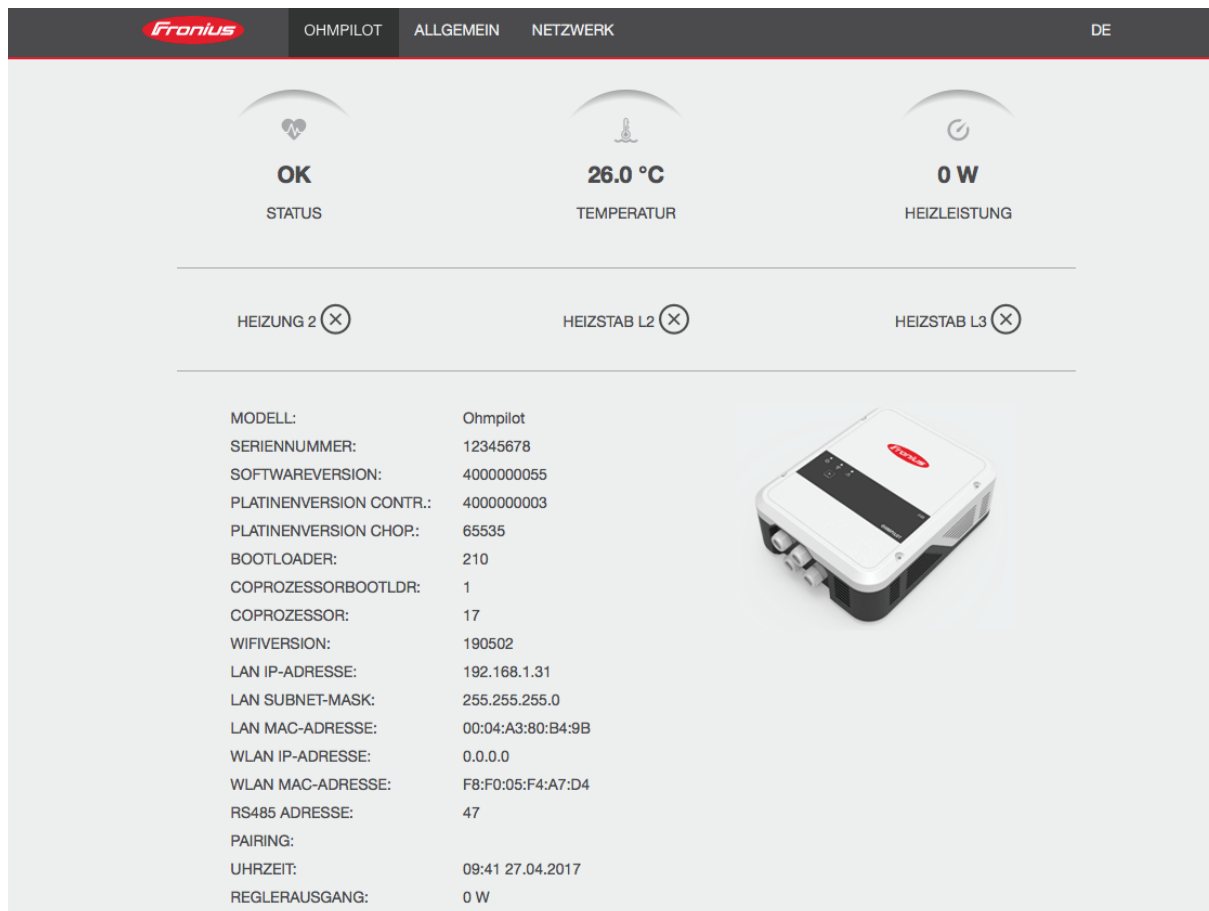 Fronius OHMPILOT ALLGEMEIN NETZWERK DE
OK 26.0 °C 0 W
STATUS TEMPERATUR HEIZLEISTUNG
HEIZUNG 2 HEIZSTAB L2 HEIZSTAB L3
MODELL: Ohmpilot
SERIENNUMMER: 12345678
SOFTWAREVERSION: 4000000055
PLATINENVERSION CONTR.: 4000000003
PLATINENVERSION CHOP.: 65535
BOOTLOADER: 210
COPROZESSORBOOTLDR: 1
COPROZESSOR: 17
WIFIVERSION: 190502
LAN IP-ADRESSE: 192.168.1.31
LAN SUBNET-MASK: 255.255.255.0
LAN MAC-ADRESSE: 00:04:A3:80:B4:9B
WLAN IP-ADRESSE: 0.0.0.0
WLAN MAC-ADRESSE: F8:F0:05:F4:A7:D4
RS485 ADRESSE: 47
PAIRING:
UHRZEIT: 09:41 27.04.2017
REGLERAUSGANG: 0 W
Fronius